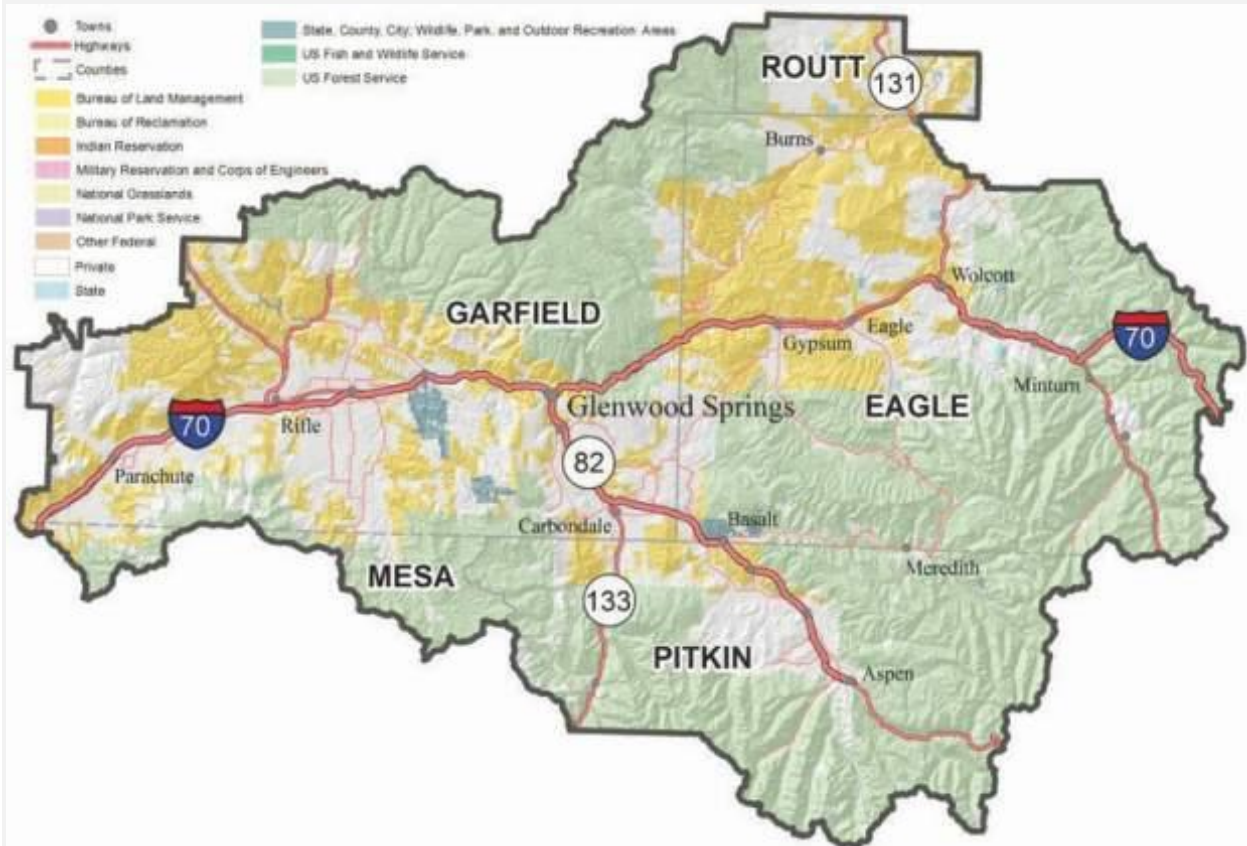 Towns
Highways
Counties
Bureau of Land Management
Bureau of Reclamation
Indian Reservation
Military Reservation and Corps of Engineers
National Grasslands
National Park Service
Other Federal
Private
State
State, County, City; Wildlife, Park, and Outdoor Recreation Areas
US Fish and Wildlife Service
US Forest Service
ROUTT
131
Burns
Wolcott
GARFIELD
Eagle
Gypsum
70
Minturn
EAGLE
Glenwood Springs
70
Rifle
82
Parachute
Carbondale
Basalt
Meredith
MESA
133
PITKIN
Aspen